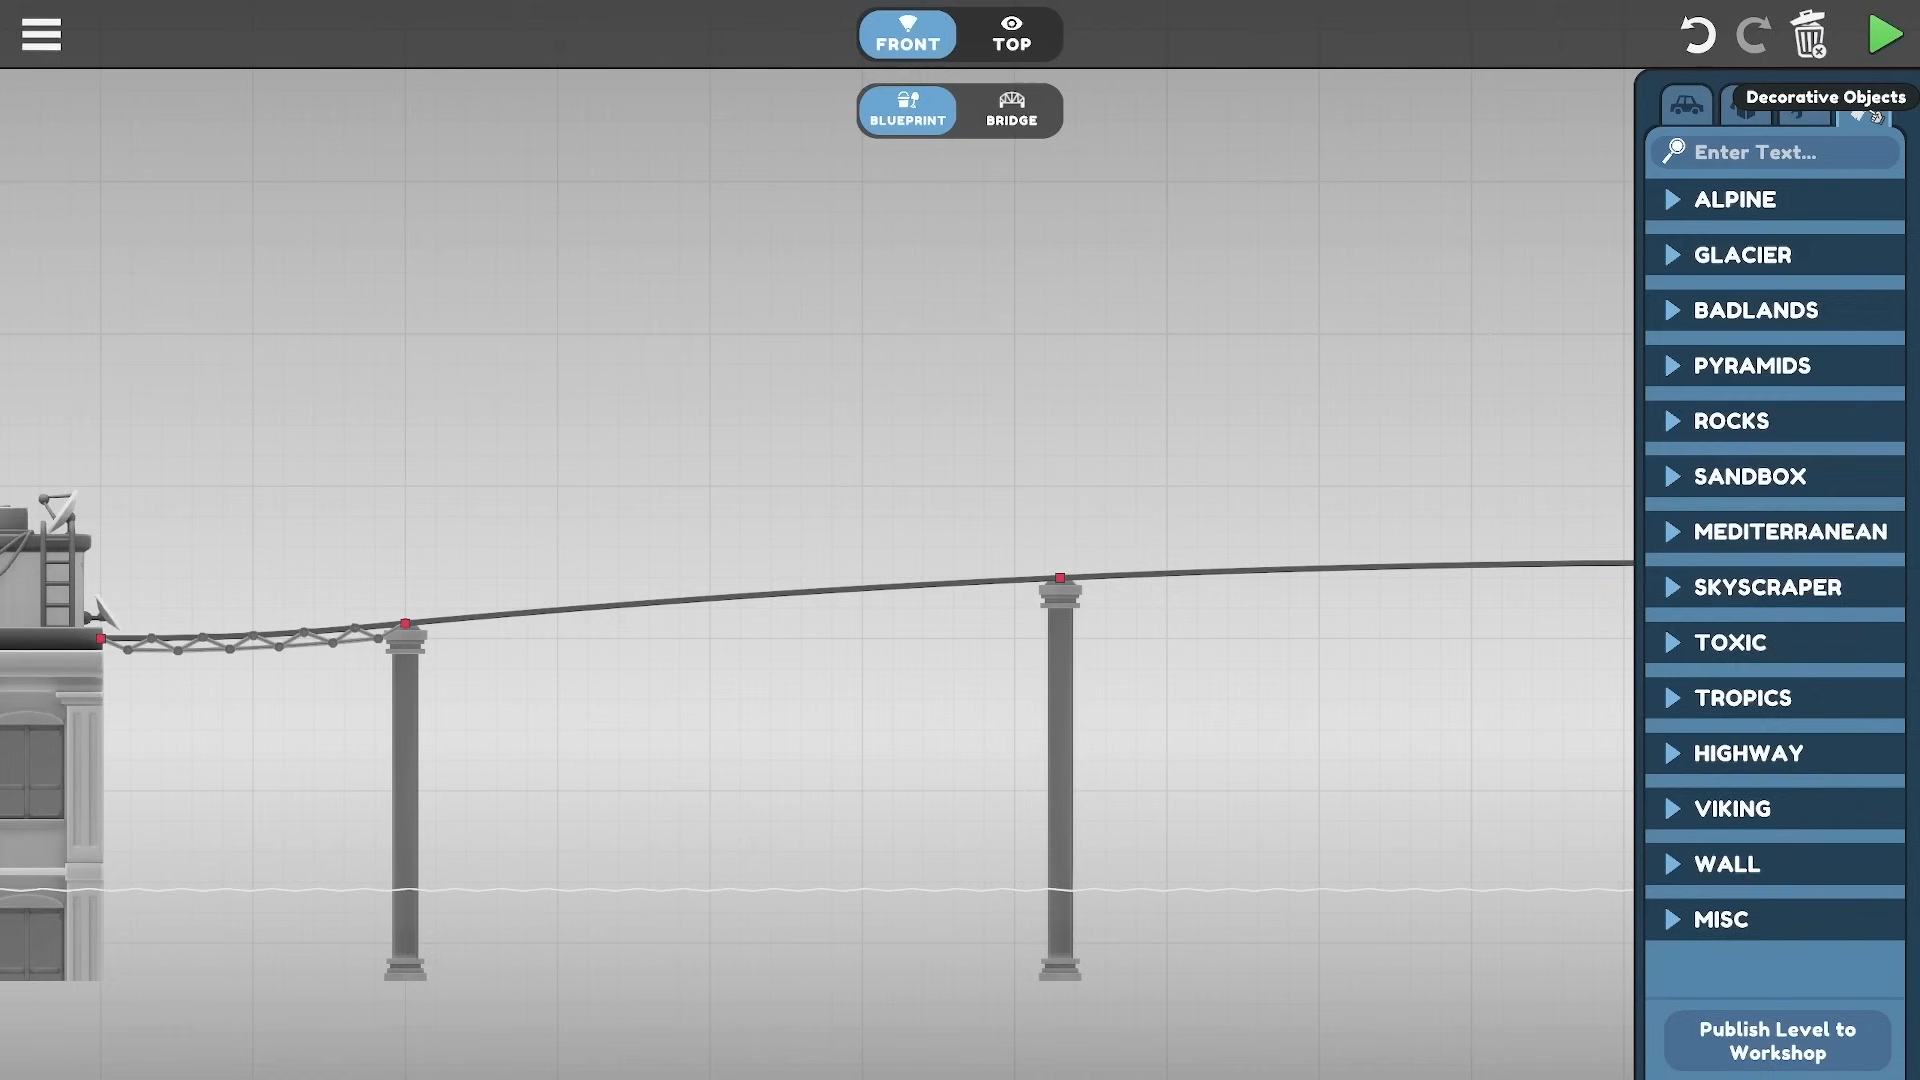 FRONT
TOP
BLUEPRINT
BRIDGE
Decorative Objects
Enter Text...
ALPINE
GLACIER
BADLANDS
PYRAMIDS
ROCKS
SANDBOX
MEDITERRANEAN
SKYSCRAPER
TOXIC
TROPICS
HIGHWAY
VIKING
WALL
MISC
Publish Level to
Workshop